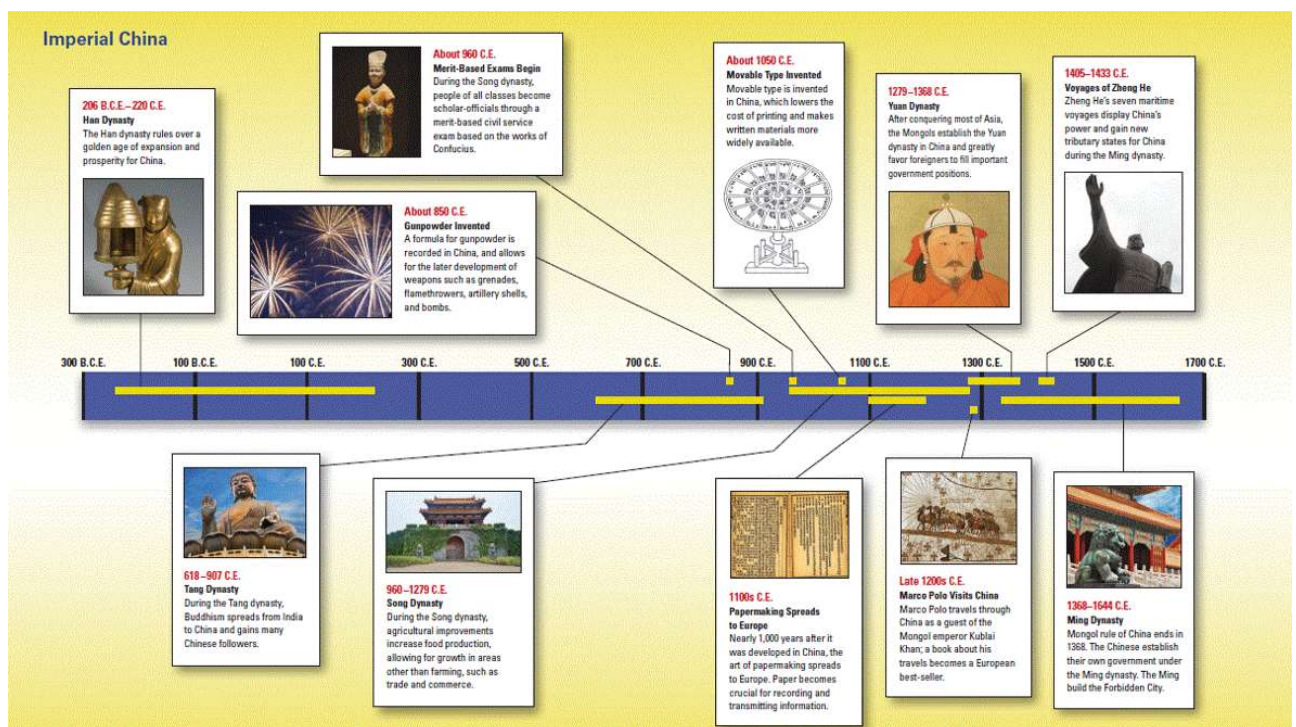 Imperial China
206 B.C.E.–220 C.E.
Han Dynasty
The Han dynasty rules over a
golden age of expansion and
prosperity for China.
About 960 C.E.
Merit-Based Exams Begin
During the Song dynasty,
people of all classes become
scholar-officials through a
merit-based civil service
exam based on the works of
Confucius.
About 850 C.E.
Gunpowder Invented
A formula for gunpowder is
recorded in China, and allows
for the later development of
weapons such as grenades,
flamethrowers, artillery shells,
and bombs.
About 1050 C.E.
Movable Type Invented
Movable type is invented
in China, which lowers the
cost of printing and makes
written materials more
widely available.
1279–1368 C.E.
Yuan Dynasty
After conquering most of Asia,
the Mongols establish the Yuan
dynasty in China and greatly
favor foreigners to fill important
government positions.
1405–1433 C.E.
Voyages of Zheng He
Zheng He's seven maritime
voyages display China's
power and gain new
tributary states for China
during the Ming dynasty.
300 B.C.E. 100 B.C.E. 100 C.E. 300 C.E. 500 C.E. 700 C.E. 900 C.E. 1100 C.E. 1300 C.E. 1500 C.E. 1700 C.E.
618–907 C.E.
Tang Dynasty
During the Tang dynasty,
Buddhism spreads from India
to China and gains many
Chinese followers.
960–1279 C.E.
Song Dynasty
During the Song dynasty,
agricultural improvements
increase food production,
allowing for growth in areas
other than farming, such as
trade and commerce.
1100s C.E.
Papermaking Spreads
to Europe
Nearly 1,000 years after it
was developed in China, the
art of papermaking spreads
to Europe. Paper becomes
crucial for recording and
transmitting information.
Late 1200s C.E.
Marco Polo Visits China
Marco Polo travels through
China as a guest of the
Mongol emperor Kublai
Khan; a book about his
travels becomes a European
best-seller.
1368–1644 C.E.
Ming Dynasty
Mongol rule of China ends in
1368. The Chinese establish
their own government under
the Ming dynasty. The Ming
build the Forbidden City.